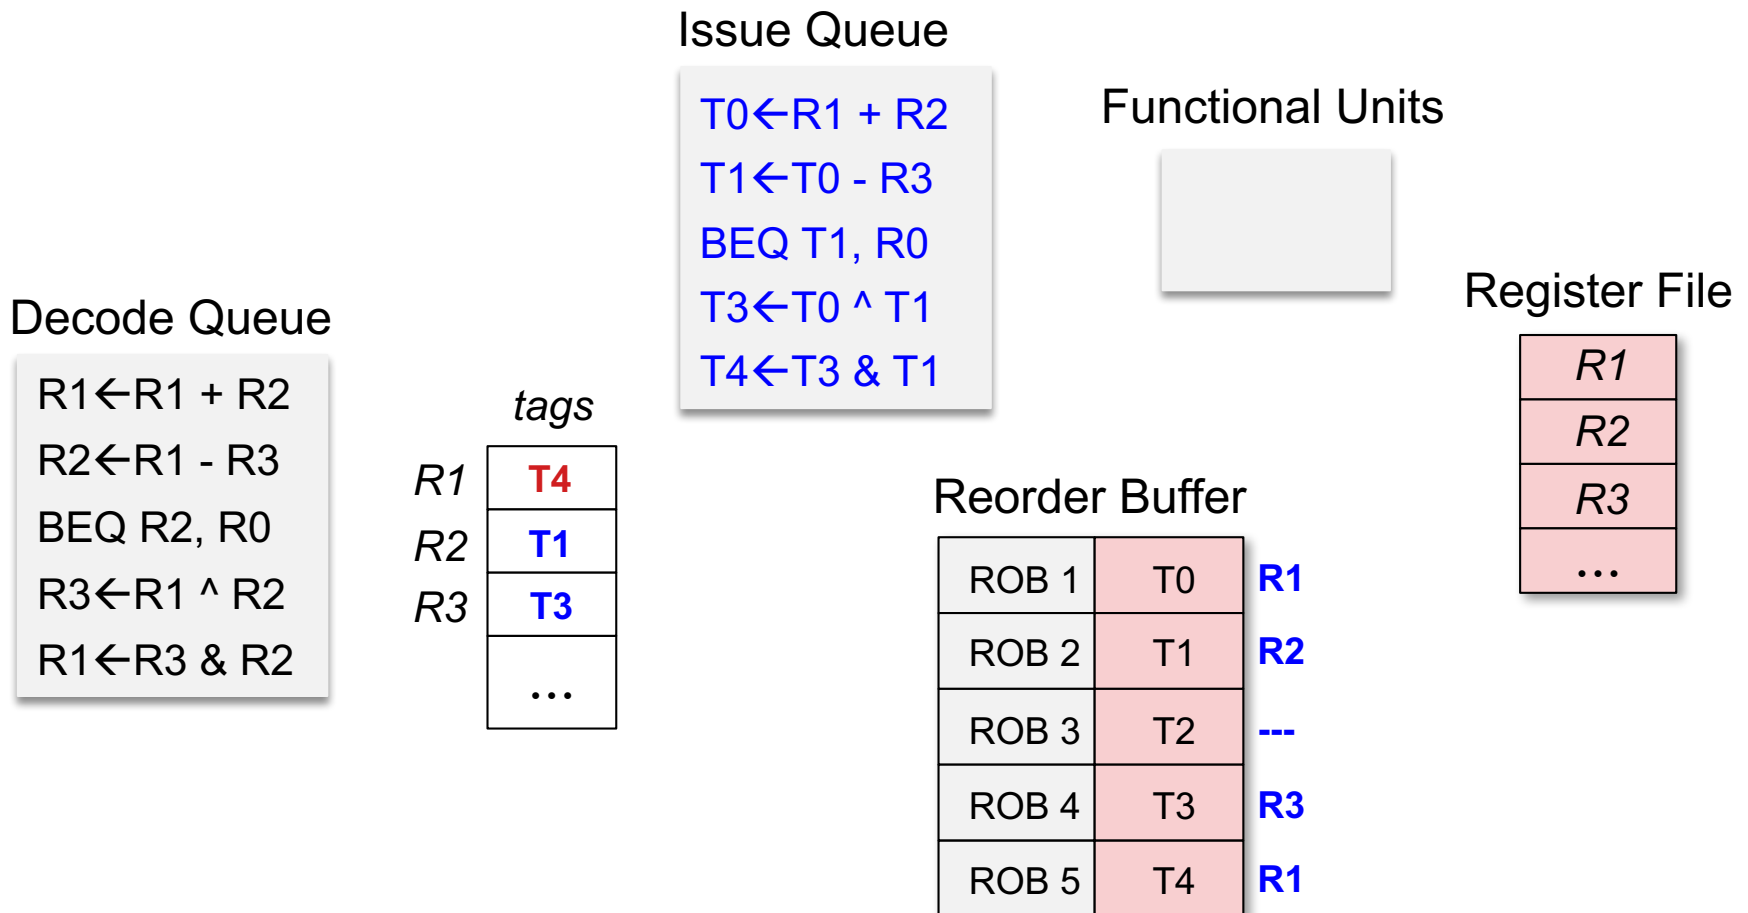 Issue Queue
T0←R1 + R2
T1←T0 - R3
BEQ T1, R0
T3←T0 ^ T1
T4←T3 & T1
Functional Units
Register File
R1
R2
R3
...
Decode Queue
R1←R1 + R2
R2←R1 - R3
BEQ R2, R0
R3←R1 ^ R2
R1←R3 & R2
tags
R1 T4
R2 T1
R3 T3
...
Reorder Buffer
ROB 1 T0 R1
ROB 2 T1 R2
ROB 3 T2 ---
ROB 4 T3 R3
ROB 5 T4 R1